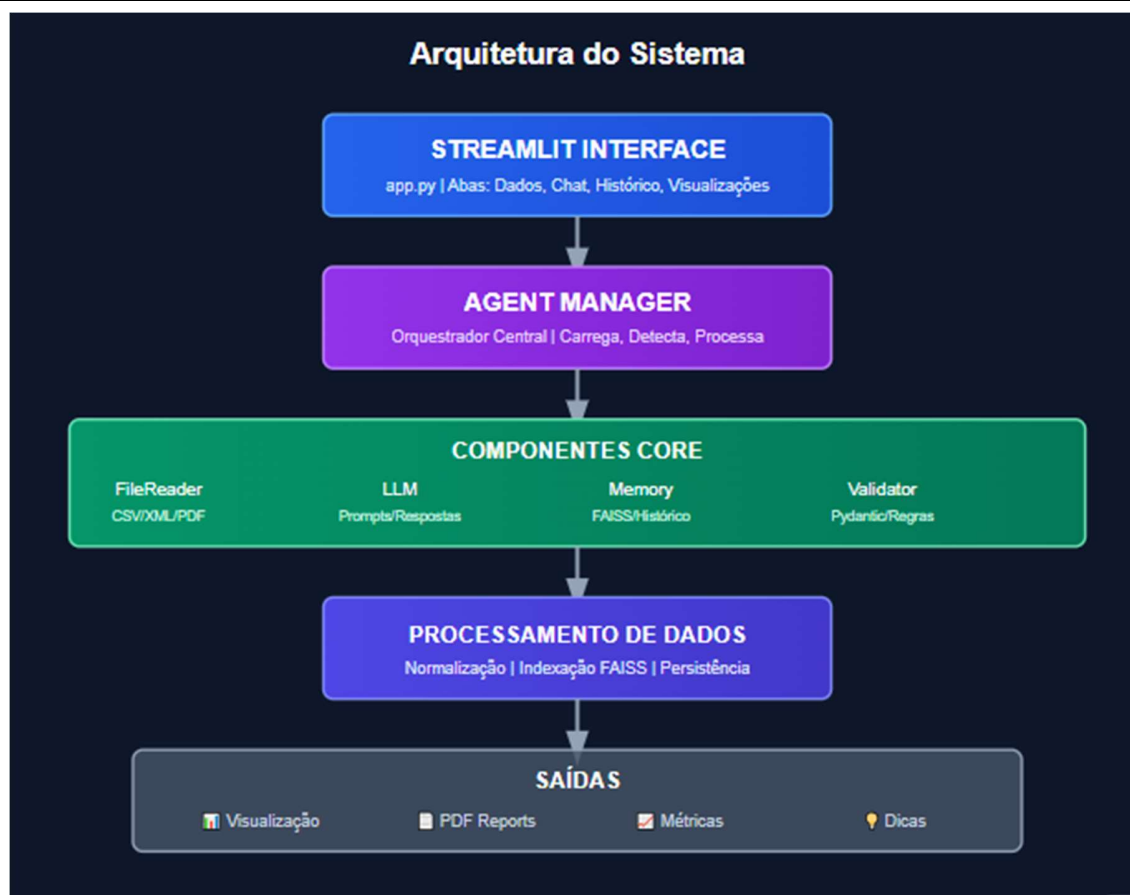 Arquitetura do Sistema
STREAMLIT INTERFACE
app.py | Abas: Dados, Chat, Histórico, Visualizações
AGENT MANAGER
Orquestrador Central | Carrega, Detecta, Processa
COMPONENTES CORE
FileReader LLM Memory Validator
CSV/XML/PDF Prompts/Respostas FAISS/Histórico Pydantic/Regras
PROCESSAMENTO DE DADOS
Normalização | Indexação FAISS | Persistência
SAÍDAS
📊 Visualização 📄 PDF Reports 📈 Métricas 💡 Dicas